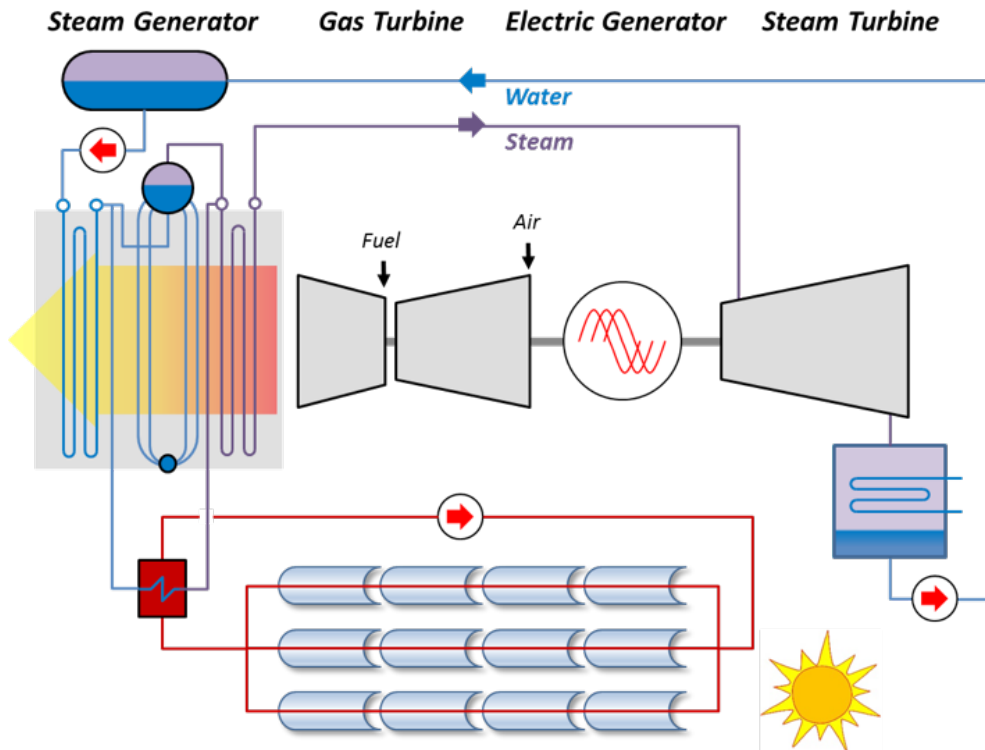 Steam Generator
Gas Turbine
Electric Generator
Steam Turbine
Water
Steam
Air
Fuel